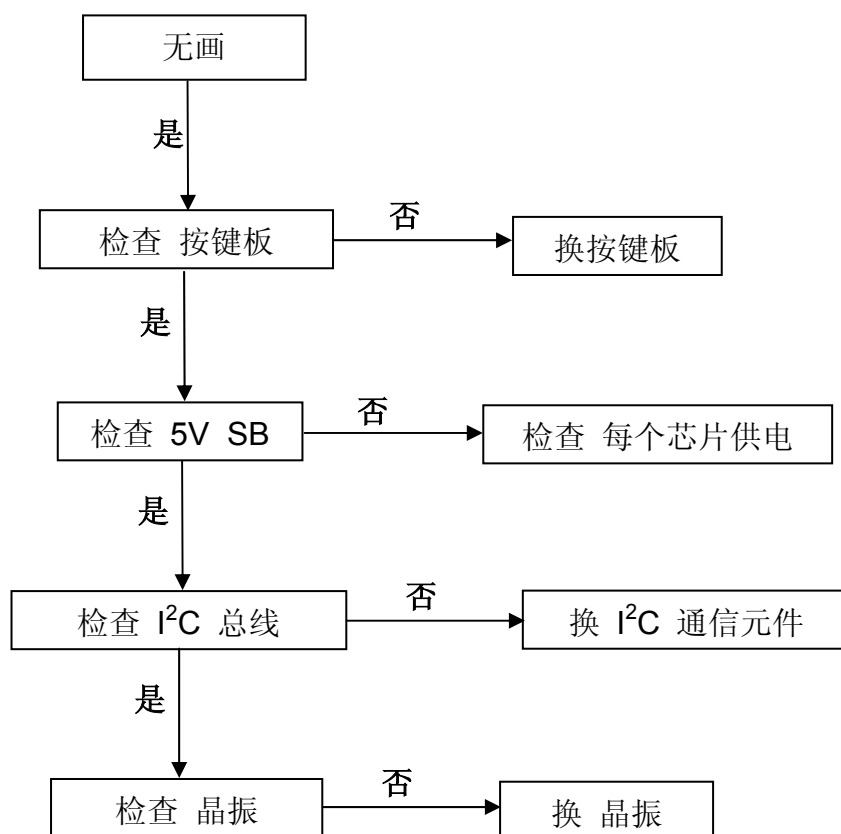 无画
是
检查 按键板
否
换按键板
是
检查 5V SB
否
检查 每个芯片供电
是
检查 I²C 总线
否
换 I²C 通信元件
是
检查 晶振
否
换 晶振